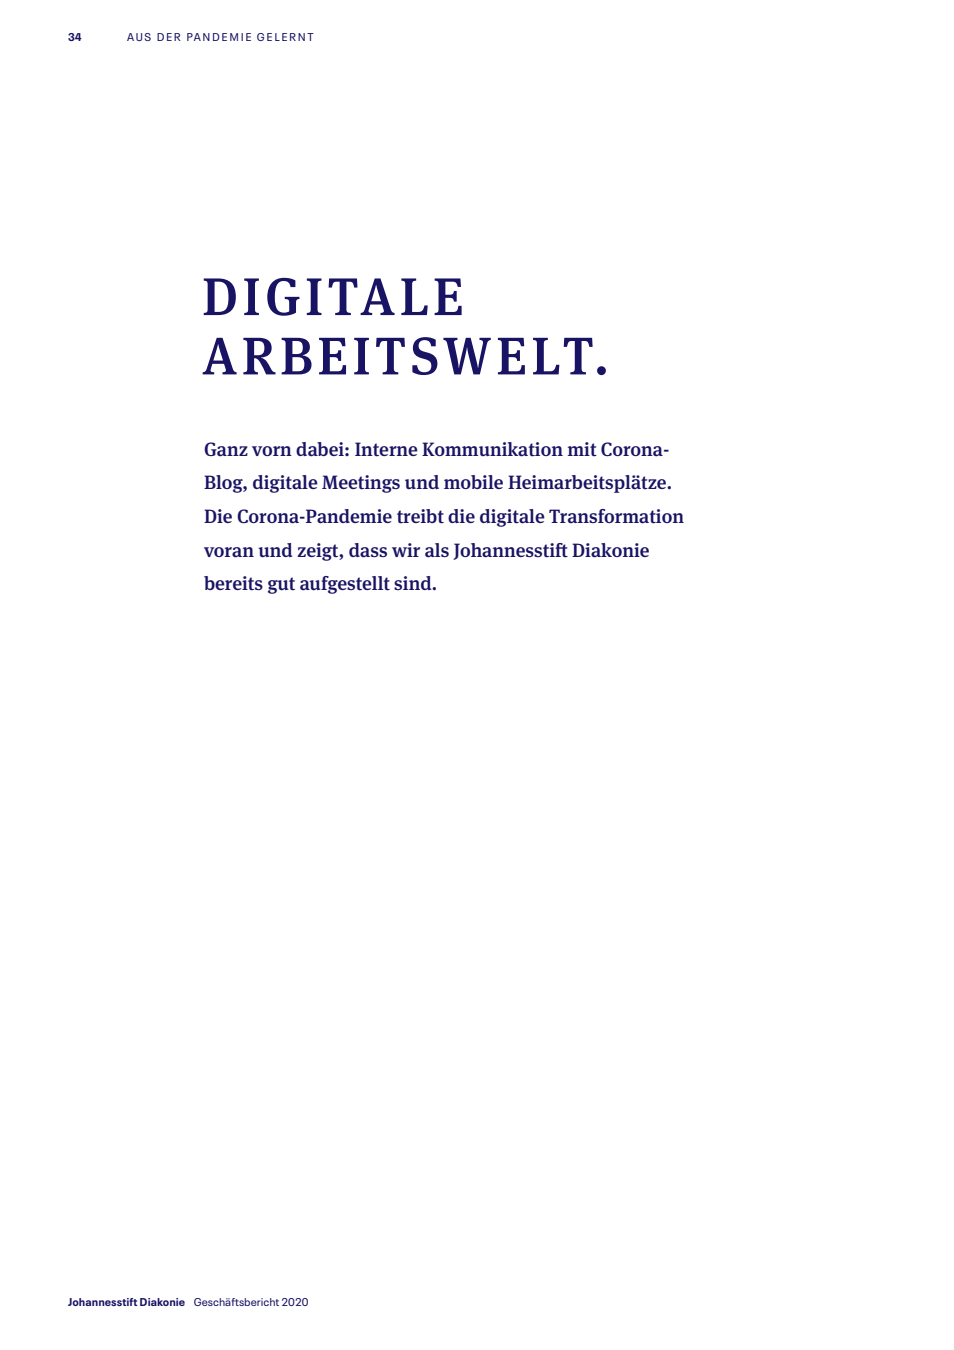 34 AUS DER PANDEMIE GELERNT
DIGITALE
ARBEITSWELT.
Ganz vorn dabei: Interne Kommunikation mit Corona-
Blog, digitale Meetings und mobile Heimarbeitsplätze.
Die Corona-Pandemie treibt die digitale Transformation
voran und zeigt, dass wir als Johannesstift Diakonie
bereits gut aufgestellt sind.
Johannesstift Diakonie Geschäftsbericht 2020